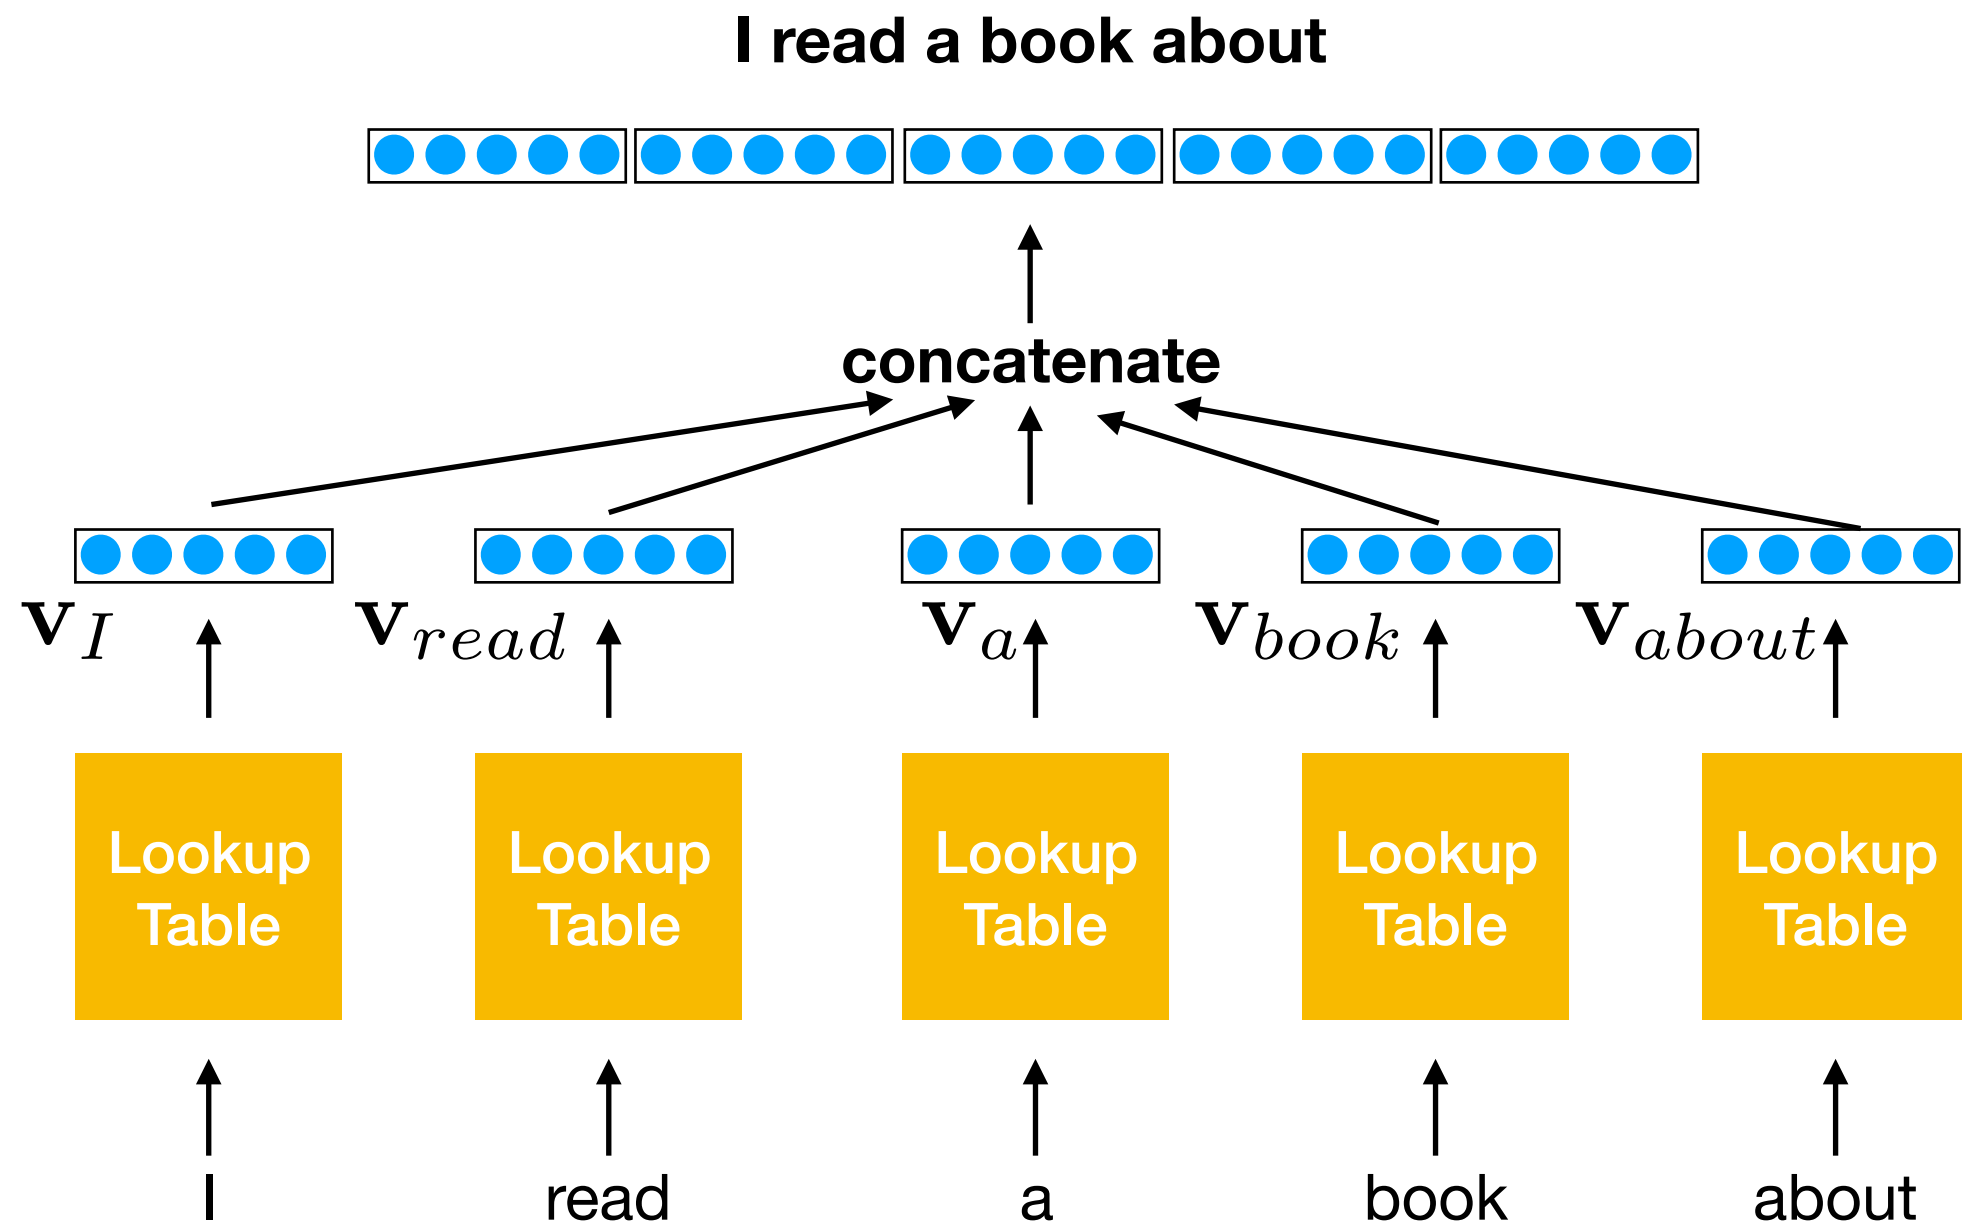 I read a book about
concatenate
v_I v_read v_a v_book v_about
Lookup Lookup Lookup Lookup Lookup
Table Table Table Table Table
I read a book about